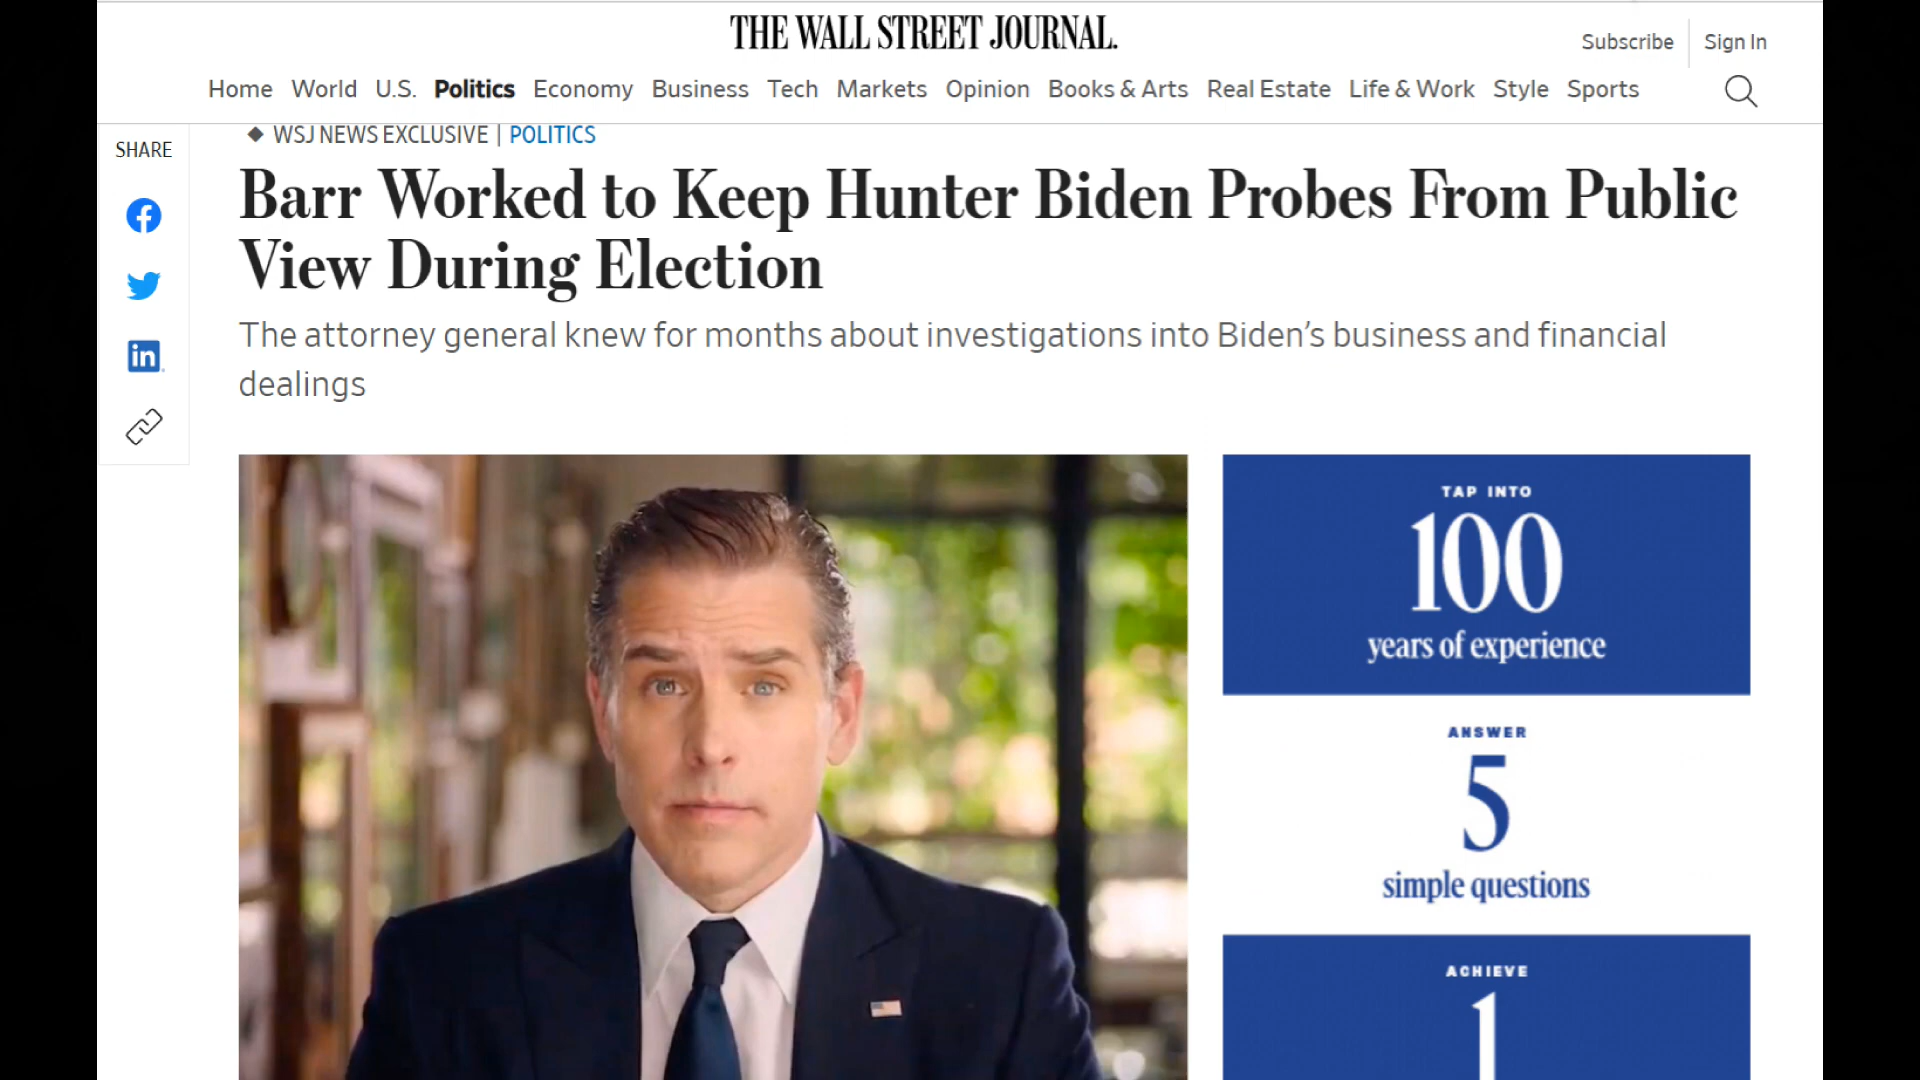 THE WALL STREET JOURNAL.
Subscribe Sign In
Home World U.S. Politics Economy Business Tech Markets Opinion Books & Arts Real Estate Life & Work Style Sports
SHARE
◆ WSJ NEWS EXCLUSIVE | POLITICS
Barr Worked to Keep Hunter Biden Probes From Public
View During Election
The attorney general knew for months about investigations into Biden’s business and financial
dealings
in
TAP INTO
100
years of experience
ANSWER
5
simple questions
ACHIEVE
1